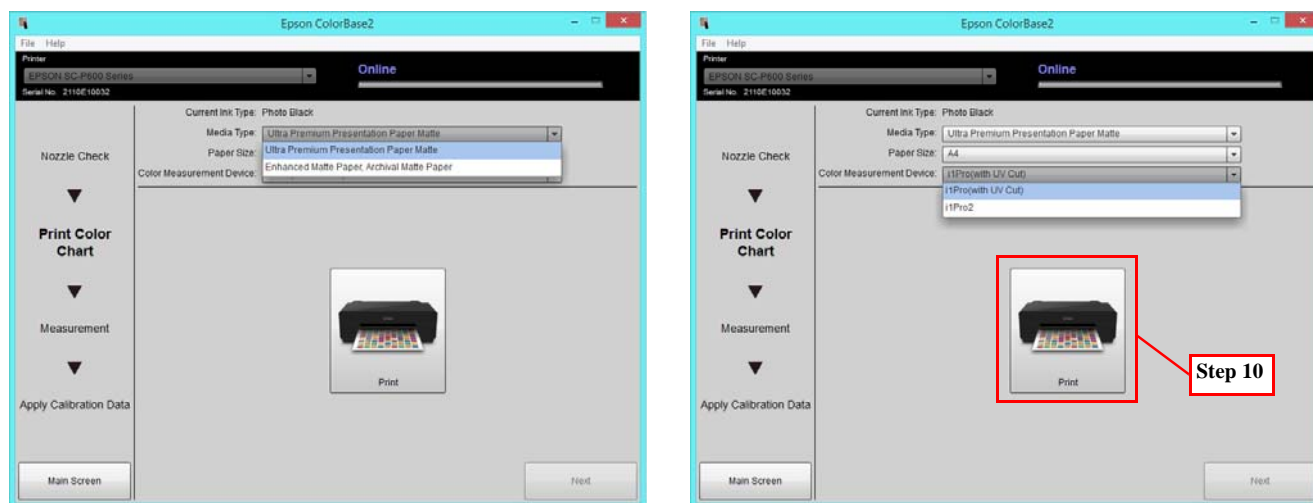 Epson ColorBase2
File Help
Printer
EPSON SC-P600 Series
Online
Serial No. 2110E10032
Current Ink Type: Photo Black
Media Type: Ultra Premium Presentation Paper Matte
Ultra Premium Presentation Paper Matte
Paper Size:
Enhanced Matte Paper, Archival Matte Paper
Color Measurement Device:
Nozzle Check
Print Color
Chart
Measurement
Apply Calibration Data
Print
Main Screen
Next
Epson ColorBase2
File Help
Printer
EPSON SC-P600 Series
Online
Serial No. 2110E10032
Current Ink Type: Photo Black
Media Type: Ultra Premium Presentation Paper Matte
Paper Size: A4
Color Measurement Device: i1Pro(with UV Cut)
i1Pro(with UV Cut)
i1Pro2
Nozzle Check
Print Color
Chart
Measurement
Apply Calibration Data
Print
Step 10
Main Screen
Next